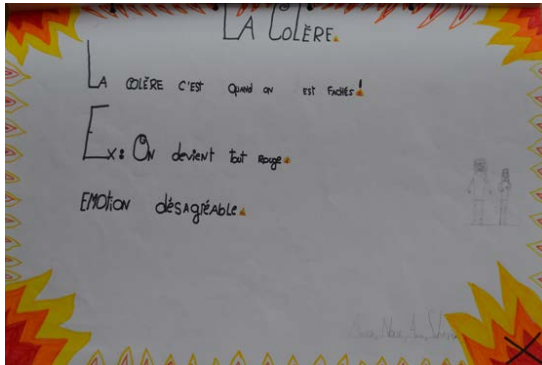 LA COLÈRE.
LA COLÈRE C'EST QUAND ON EST FACHÉS!
Ex: ON devient tout Rouge.
EMOTION désagréable.